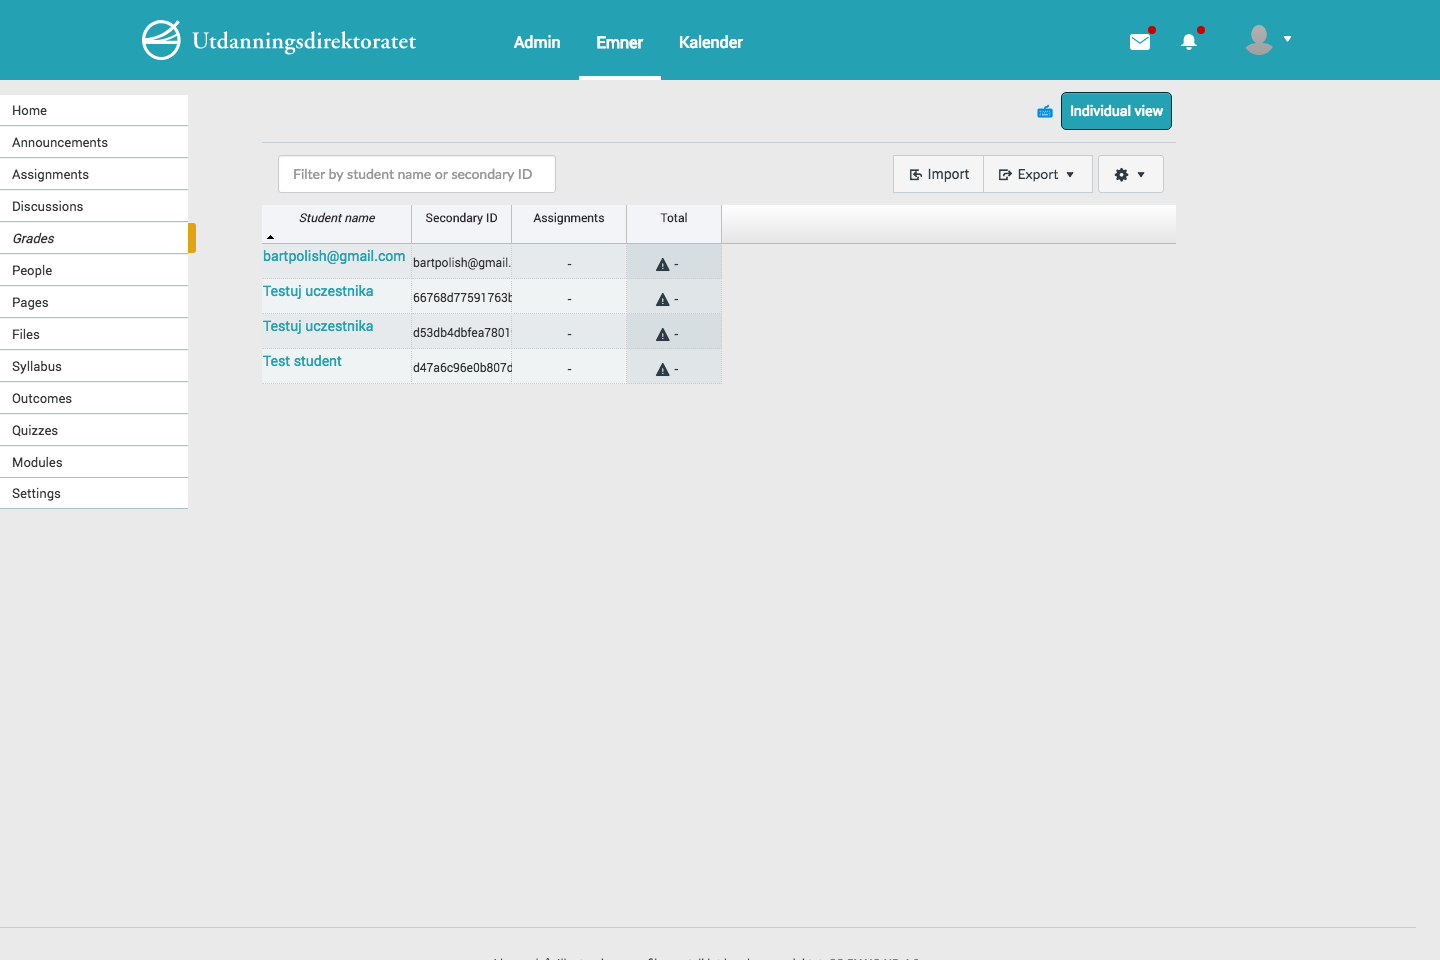 Utdanningsdirektoratet
Admin
Emner
Kalender
Home
Announcements
Assignments
Discussions
Grades
People
Pages
Files
Syllabus
Outcomes
Quizzes
Modules
Settings
Individual view
Filter by student name or secondary ID
Import
Export
Student name Secondary ID Assignments Total
bartpolish@gmail.com bartpolish@gmail. - -
Testuj uczestnika 66768d77591763b - -
Testuj uczestnika d53db4dbfea7801 - -
Test student d47a6c96e0b807d - -